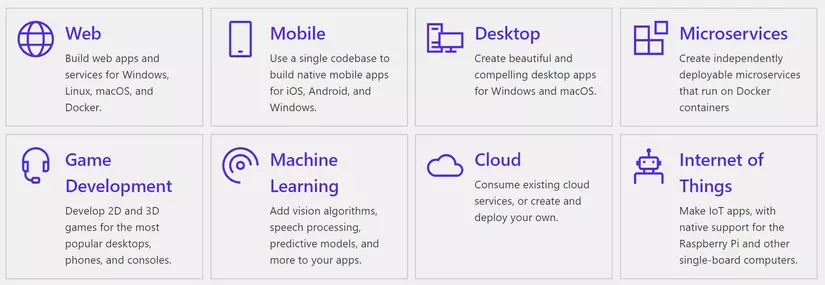 Web
Build web apps and
services for Windows,
Linux, macOS, and
Docker.
Mobile
Use a single codebase to
build native mobile apps
for iOS, Android, and
Windows.
Desktop
Create beautiful and
compelling desktop apps
for Windows and macOS.
Microservices
Create independently
deployable microservices
that run on Docker
containers
Game
Development
Develop 2D and 3D
games for the most
popular desktops,
phones, and consoles.
Machine
Learning
Add vision algorithms,
speech processing,
predictive models, and
more to your apps.
Cloud
Consume existing cloud
services, or create and
deploy your own.
Internet of
Things
Make IoT apps, with
native support for the
Raspberry Pi and other
single-board computers.